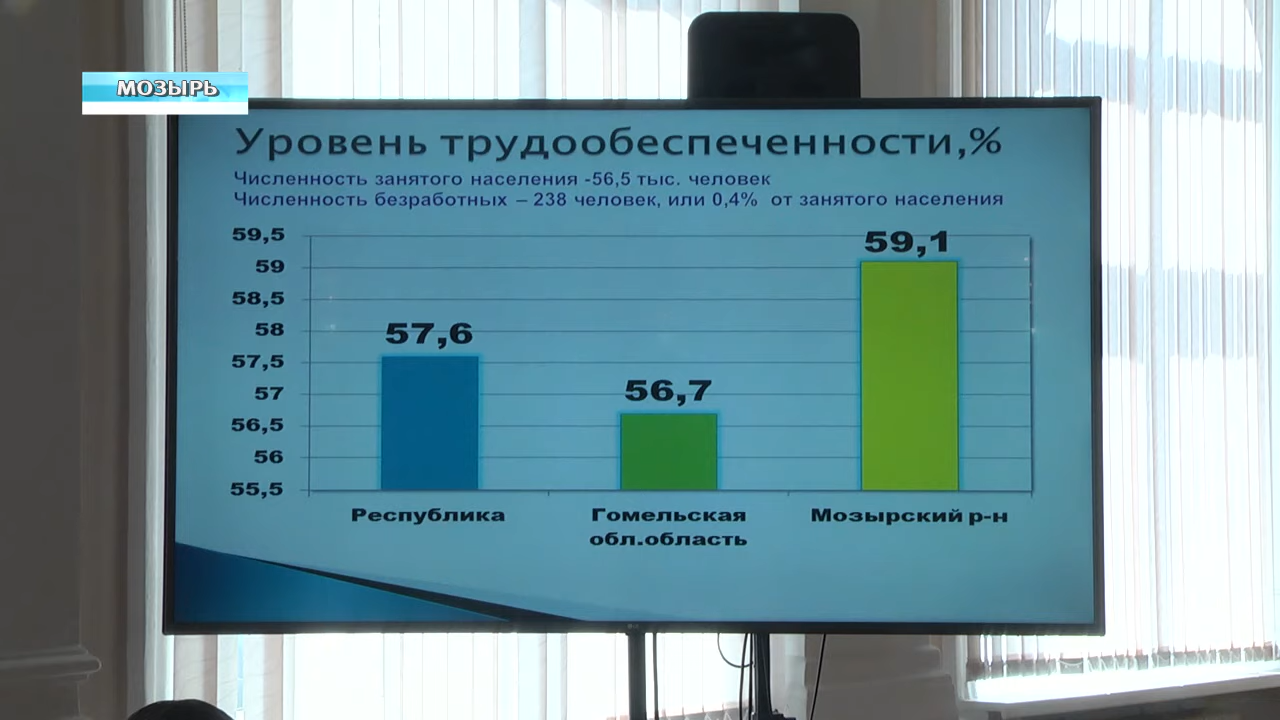 МОЗЫРЬ
Уровень трудообеспеченности,%
Численность занятого населения -56,5 тыс. человек
Численность безработных – 238 человек, или 0,4% от занятого населения
59,5
59
58,5
58
57,5
57
56,5
56
55,5
57,6
56,7
59,1
Республика
Гомельская
обл.область
Мозырский р-н
LG